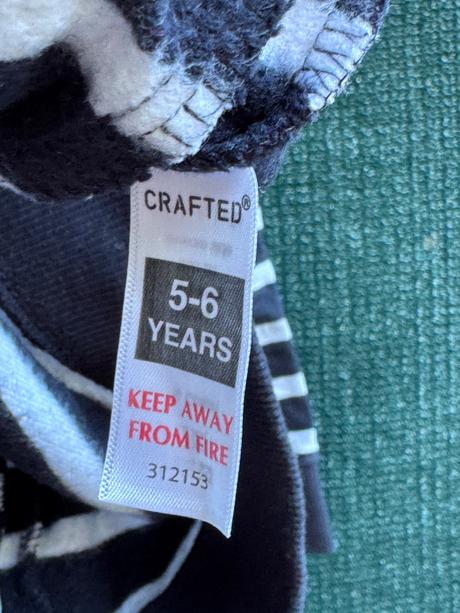 CRAFTED®
5-6
YEARS
KEEP AWAY
FROM FIRE
312153